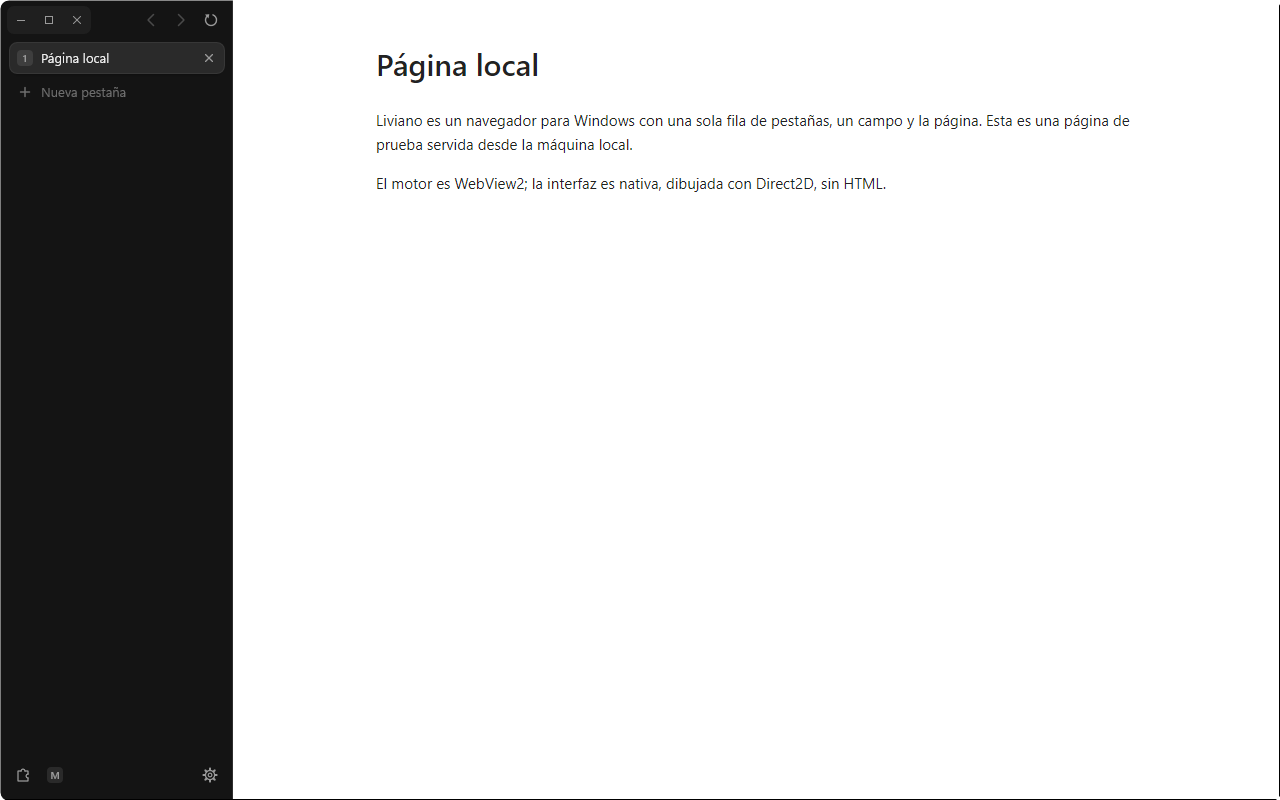 1 Página local
Nueva pestaña
M
Página local
Liviano es un navegador para Windows con una sola fila de pestañas, un campo y la página. Esta es una página de
prueba servida desde la máquina local.
El motor es WebView2; la interfaz es nativa, dibujada con Direct2D, sin HTML.